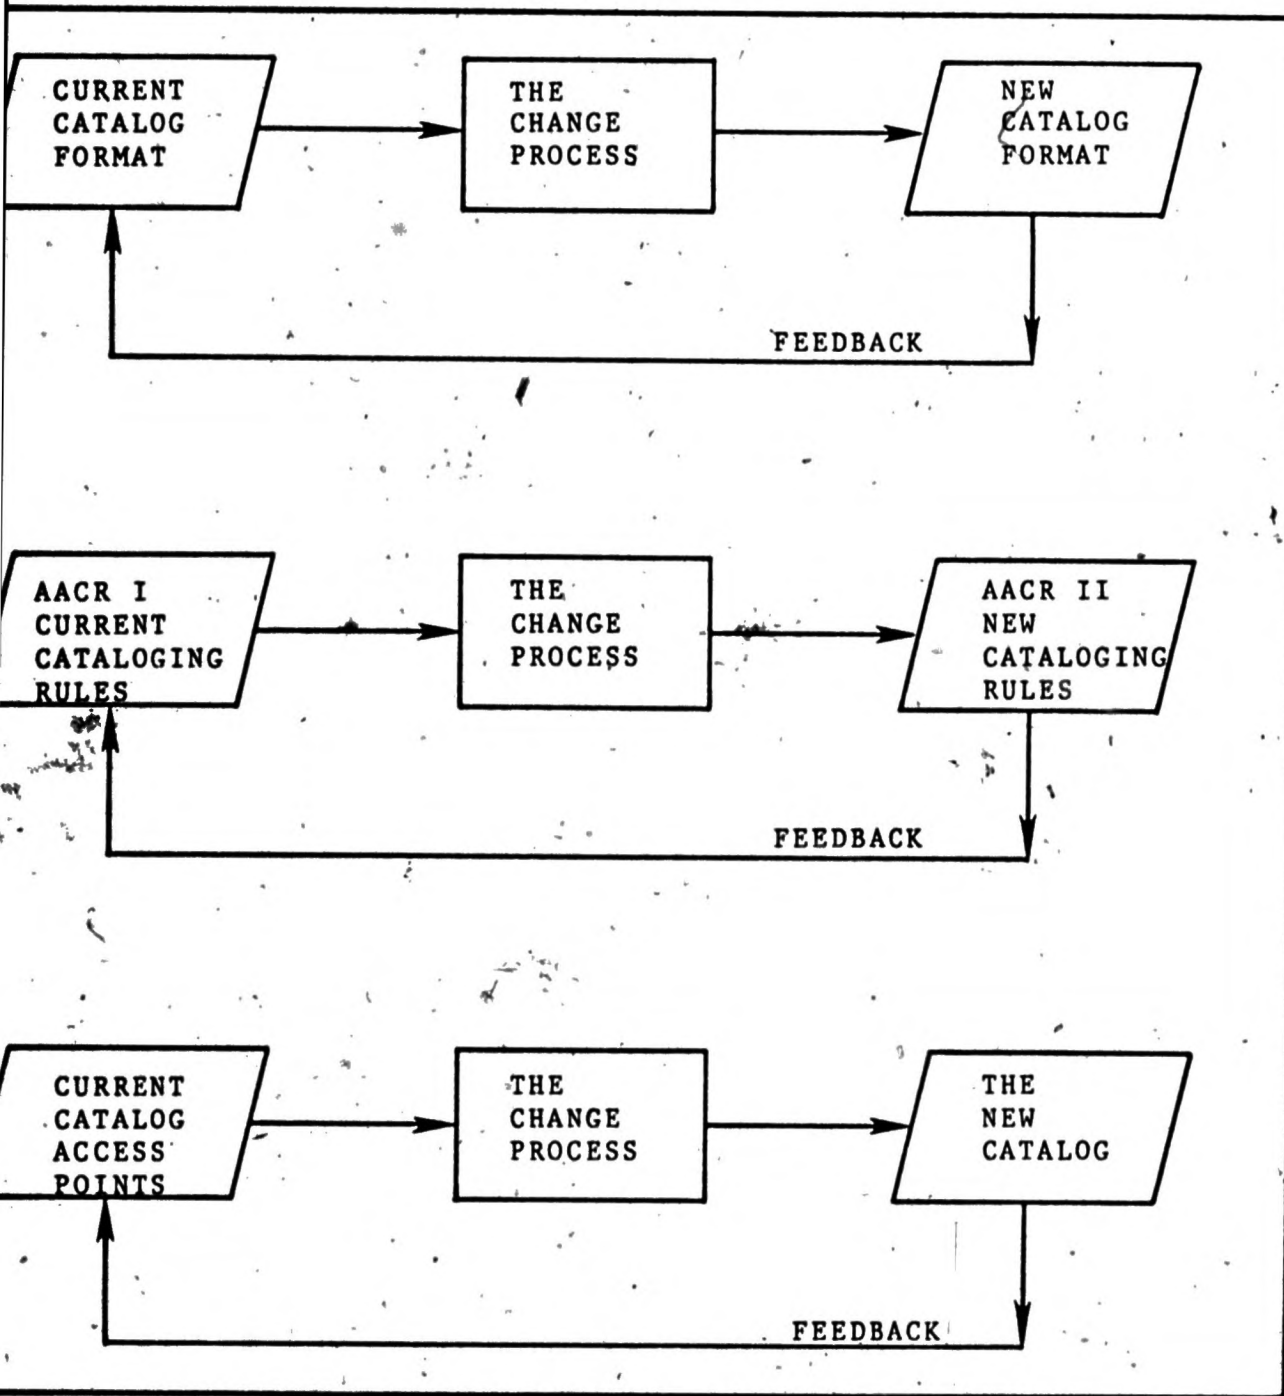 CURRENT
CATALOG
FORMAT
THE
CHANGE
PROCESS
NEW
CATALOG
FORMAT
FEEDBACK
AACR I
CURRENT
CATALOGING
RULES
THE
CHANGE
PROCESS
AACR II
NEW
CATALOGING
RULES
FEEDBACK
CURRENT
CATALOG
ACCESS
POINTS
THE
CHANGE
PROCESS
THE
NEW
CATALOG
FEEDBACK